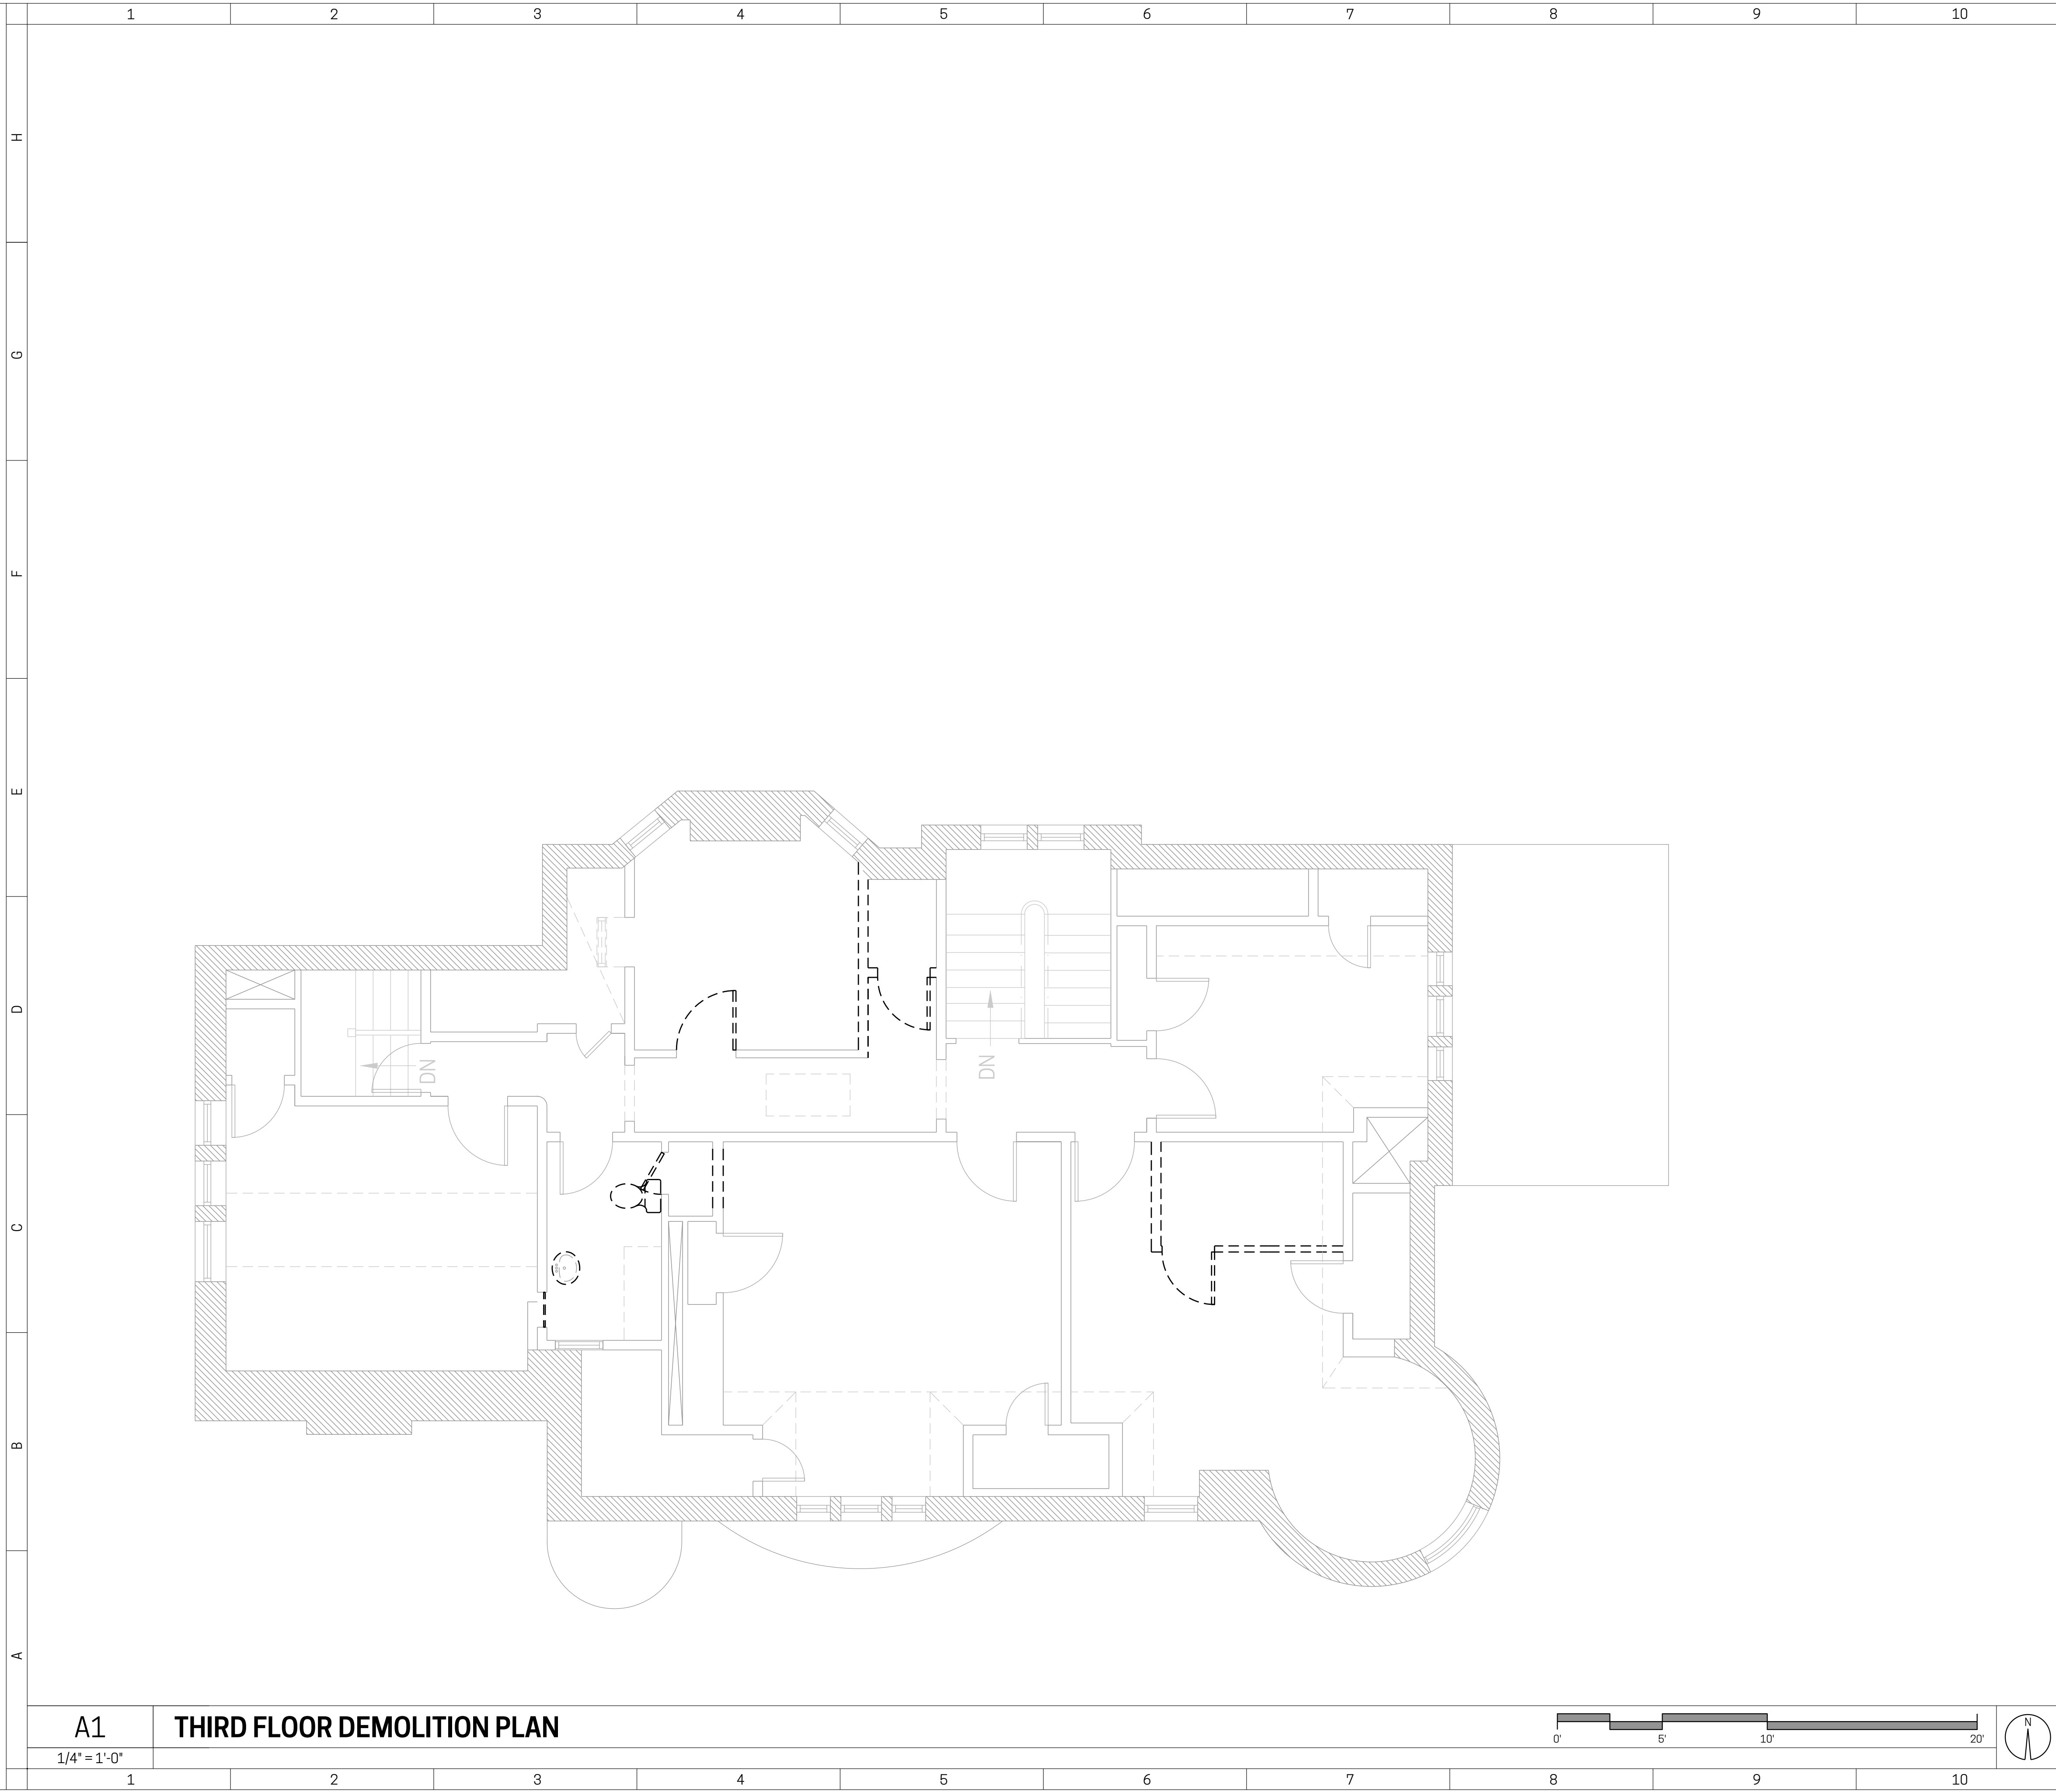 1 2 3 4 5 6 7 8 9 10
H
G
F
E
D
C
B
A
DN
DN
A1
THIRD FLOOR DEMOLITION PLAN
1/4" = 1'-0"
0' 5' 10' 20'
N
1 2 3 4 5 6 7 8 9 10